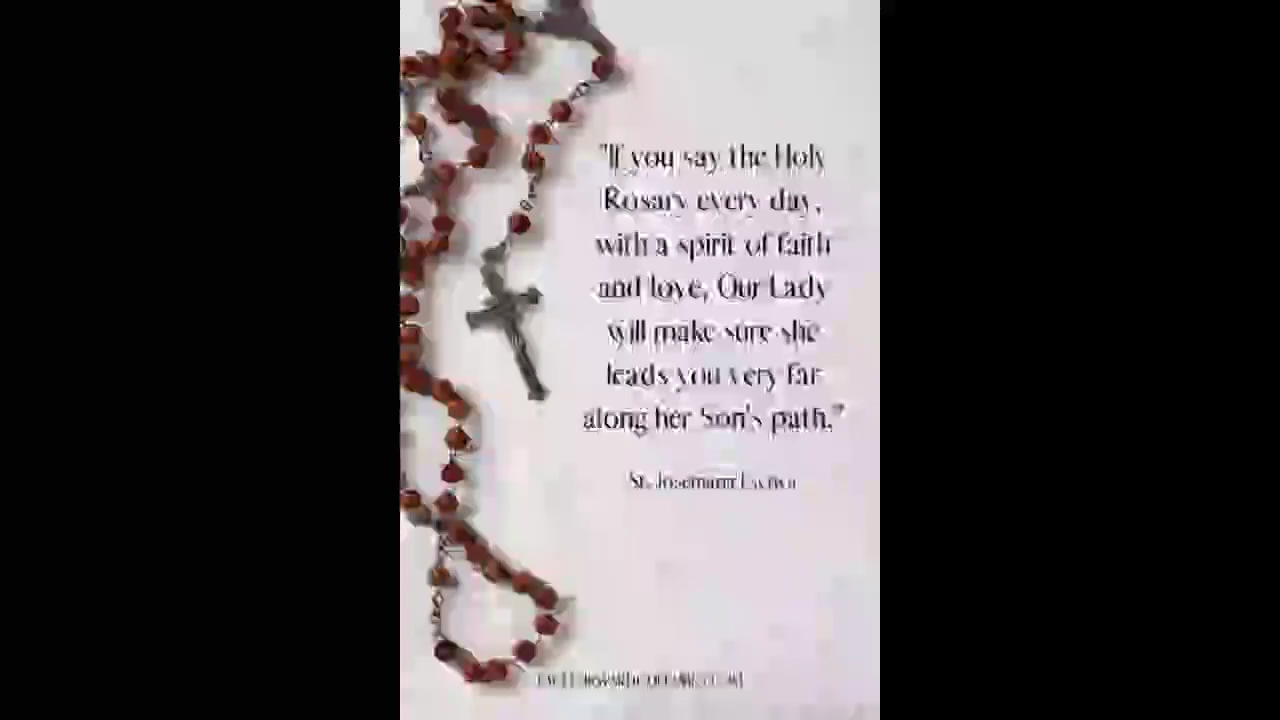 "If you say the Holy
Rosary every day,
with a spirit of faith
and love, Our Lady
will make sure she
leads you very far
along her Son's path."
St. Josemaria Escriva